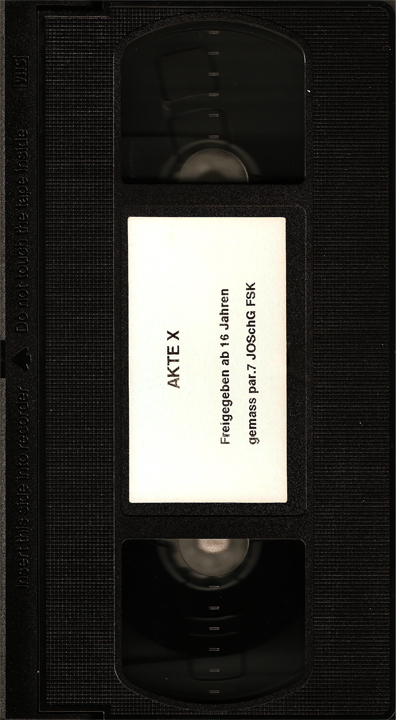 AKTE X
Freigegeben ab 16 Jahren
gemass par.7 JOSchG FSK
Insert this side into recorder ▲ Do not touch the tape inside VHS